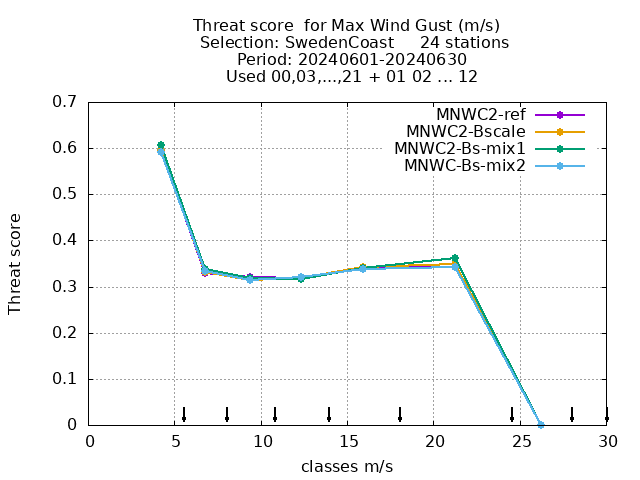 Threat score  for Max Wind Gust (m/s)
Selection: SwedenCoast     24 stations
Period: 20240601-20240630
Used 00,03,...,21 + 01 02 ... 12
MNWC2-ref
MNWC2-Bscale
MNWC2-Bs-mix1
MNWC-Bs-mix2
Threat score
0.7
0.6
0.5
0.4
0.3
0.2
0.1
0
0 5 10 15 20 25 30
classes m/s